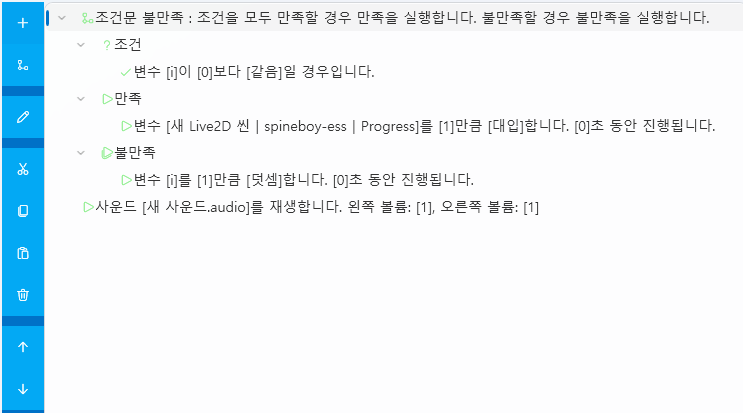 조건문 불만족 : 조건을 모두 만족할 경우 만족을 실행합니다. 불만족할 경우 불만족을 실행합니다.
조건
변수 [i]이 [0]보다 [같음]일 경우입니다.
만족
변수 [새 Live2D 씬 | spineboy-ess | Progress]를 [1]만큼 [대입]합니다. [0]초 동안 진행됩니다.
불만족
변수 [i]를 [1]만큼 [덧셈]합니다. [0]초 동안 진행됩니다.
사운드 [새 사운드.audio]를 재생합니다. 왼쪽 볼륨: [1], 오른쪽 볼륨: [1]